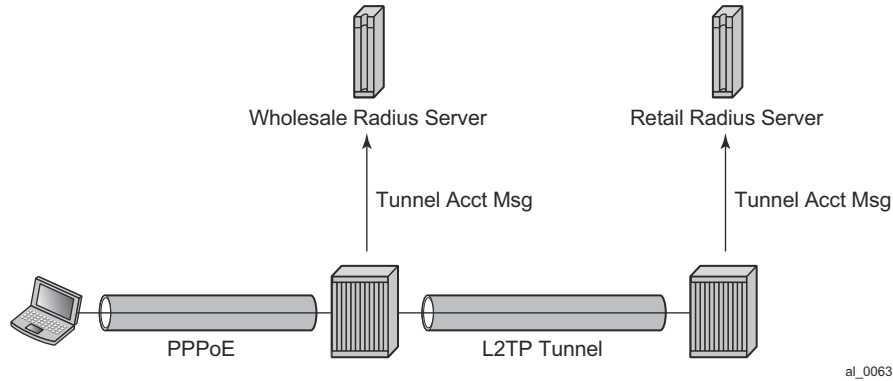 Wholesale Radius Server
Retail Radius Server
Tunnel Acct Msg
Tunnel Acct Msg
PPPoE
L2TP Tunnel
al_0063